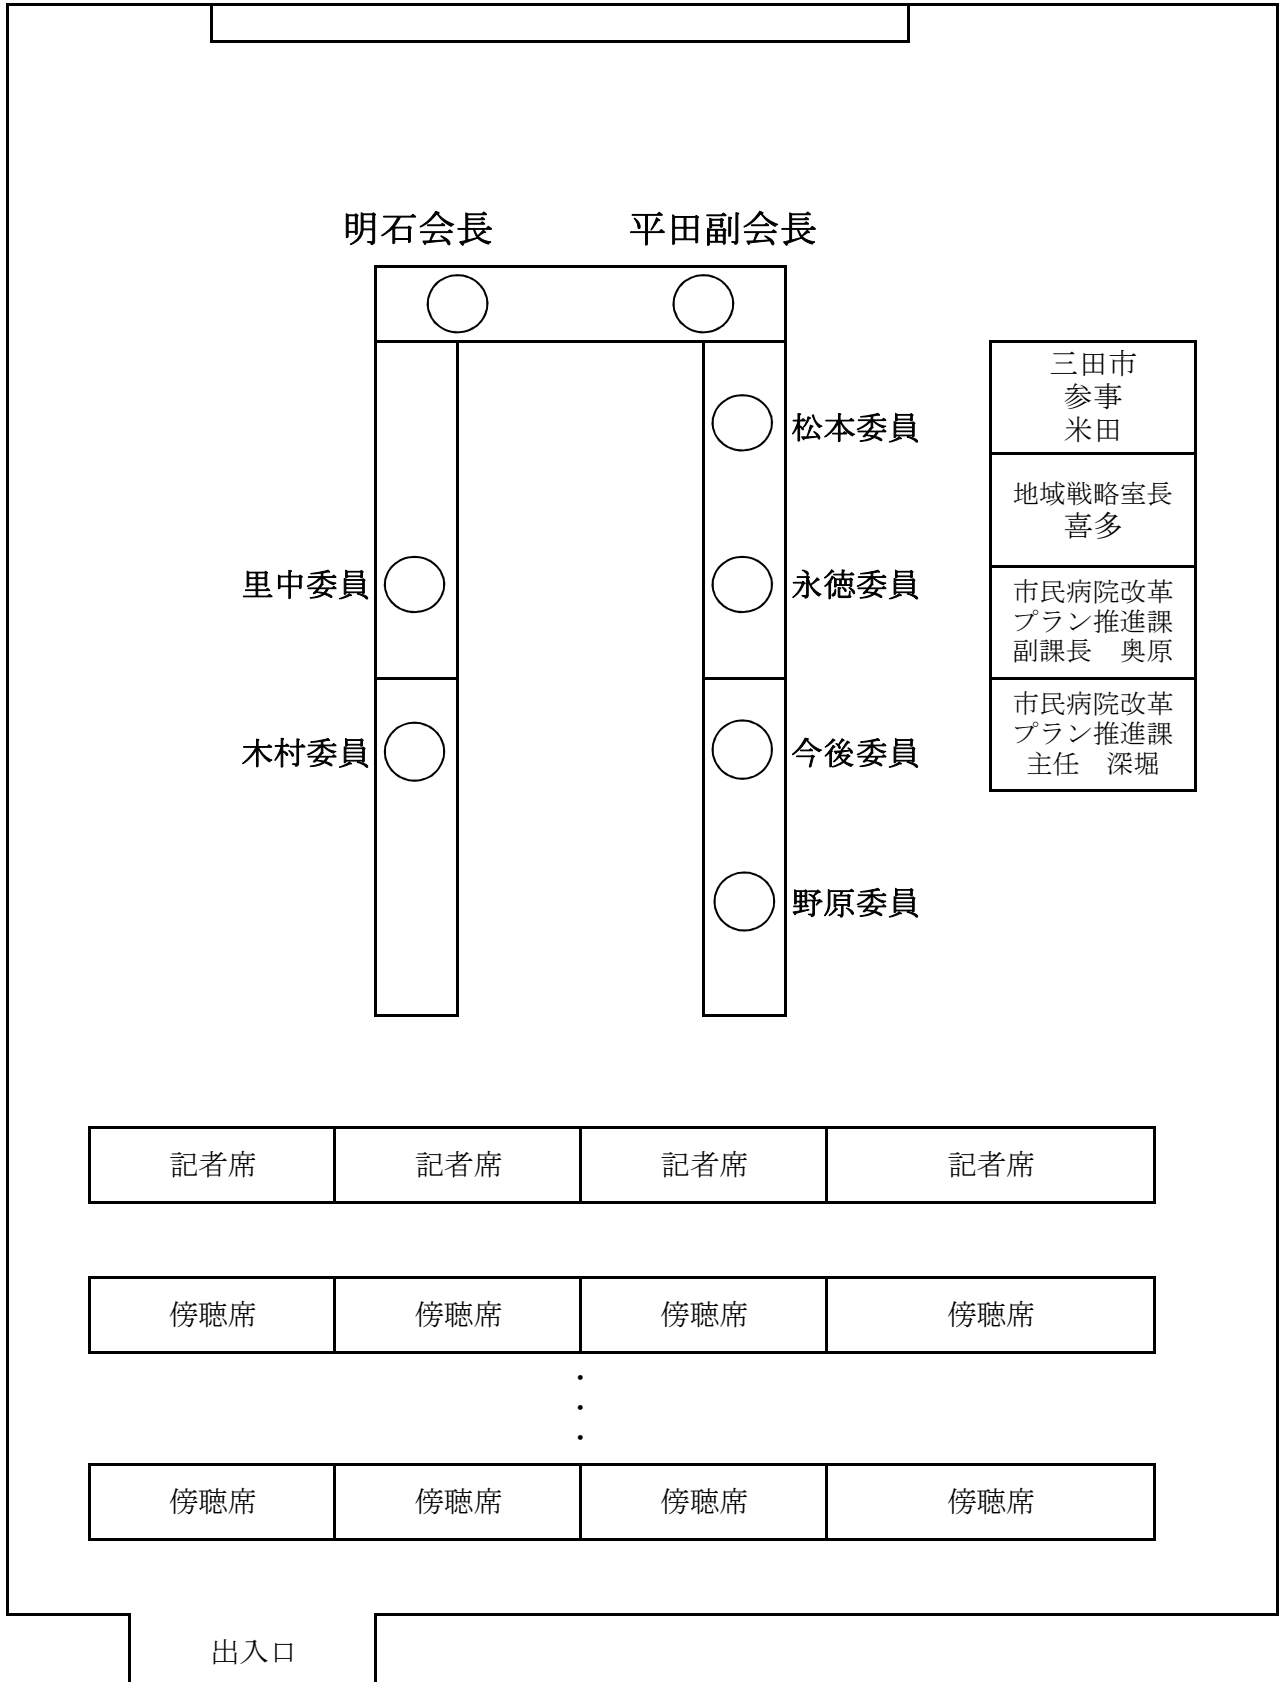 明石会長
平田副会長
松本委員
里中委員
永徳委員
木村委員
今後委員
野原委員
三田市
参事
米田
地域戦略室長
喜多
市民病院改革
プラン推進課
副課長　奥原
市民病院改革
プラン推進課
主任　深堀
記者席
記者席
記者席
記者席
傍聴席
傍聴席
傍聴席
傍聴席
・
・
・
傍聴席
傍聴席
傍聴席
傍聴席
出入口